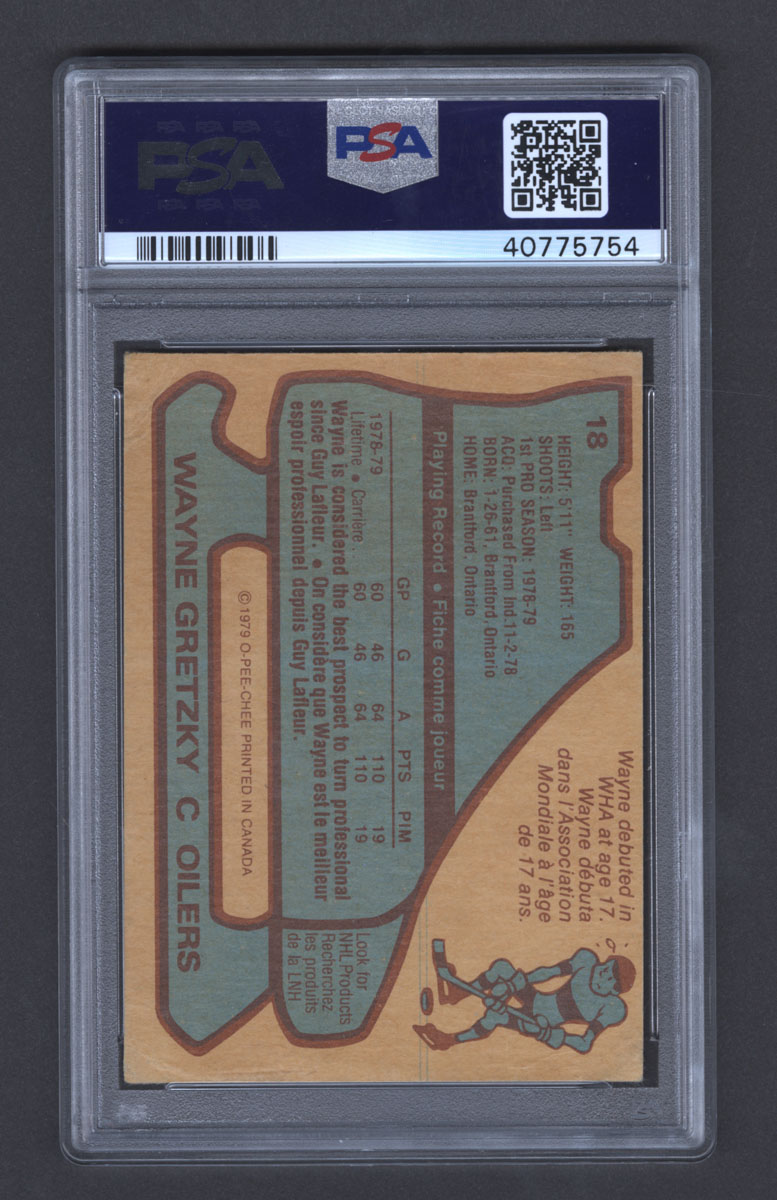 PSA
PSA
40775754
18
HEIGHT: 5'11" WEIGHT: 165
SHOOTS: Left
1st PRO SEASON: 1978-79
ACQ: Purchased From Ind.11-2-78
BORN: 1-26-61, Brantford, Ontario
HOME: Brantford, Ontario
Wayne debuted in
WHA at age 17.
Wayne débuta
dans l'Association
Mondiale à l'âge
de 17 ans.
Playing Record • Fiche comme joueur
GP G A PTS PIM
1978-79 60 46 64 110 19
Lifetime • Carrière.. 60 46 64 110 19
Wayne is considered the best prospect to turn professional
since Guy Lafleur. • On considère que Wayne est le meilleur
espoir professionnel depuis Guy Lafleur.
Look for
NHL Products
Recherchez
les produits
de la LNH
©1979 O-PEE-CHEE PRINTED IN CANADA
WAYNE GRETZKY C OILERS